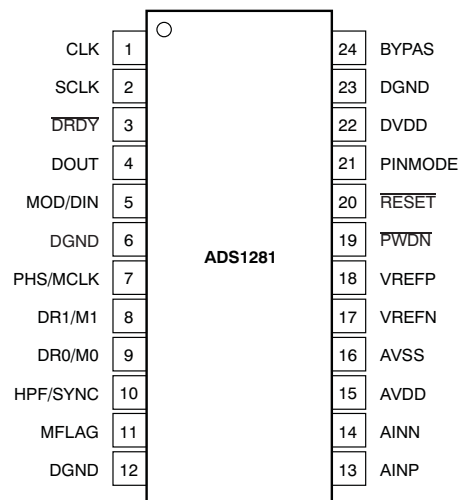 CLK 1 24 BYPAS
SCLK 2 23 DGND
DRDY 3 22 DVDD
DOUT 4 21 PINMODE
MOD/DIN 5 20 RESET
DGND 6 19 PWDN
ADS1281
PHS/MCLK 7 18 VREFP
DR1/M1 8 17 VREFN
DR0/M0 9 16 AVSS
HPF/SYNC 10 15 AVDD
MFLAG 11 14 AINN
DGND 12 13 AINP